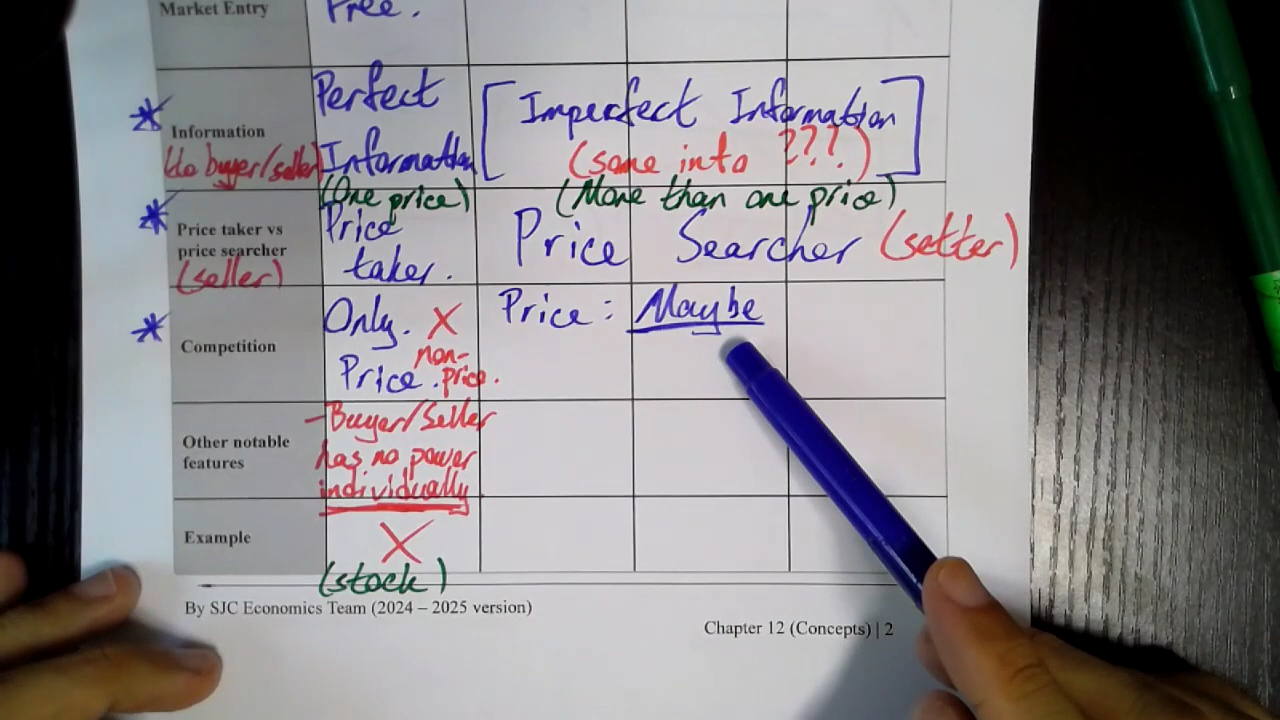 Market Entry
Free.
Information
(to buyer/seller)
Perfect
Information
(One price)
Imperfect Information
(some info ???)
(More than one price)
Price taker vs
price searcher
(seller)
Price
taker.
Price Searcher (setter)
Competition
Only. X
Price. non-
price.
Price: Maybe
Other notable
features
- Buyer/Seller
has no power
individually
Example
X
(stock)
By SJC Economics Team (2024 – 2025 version)
Chapter 12 (Concepts) | 2